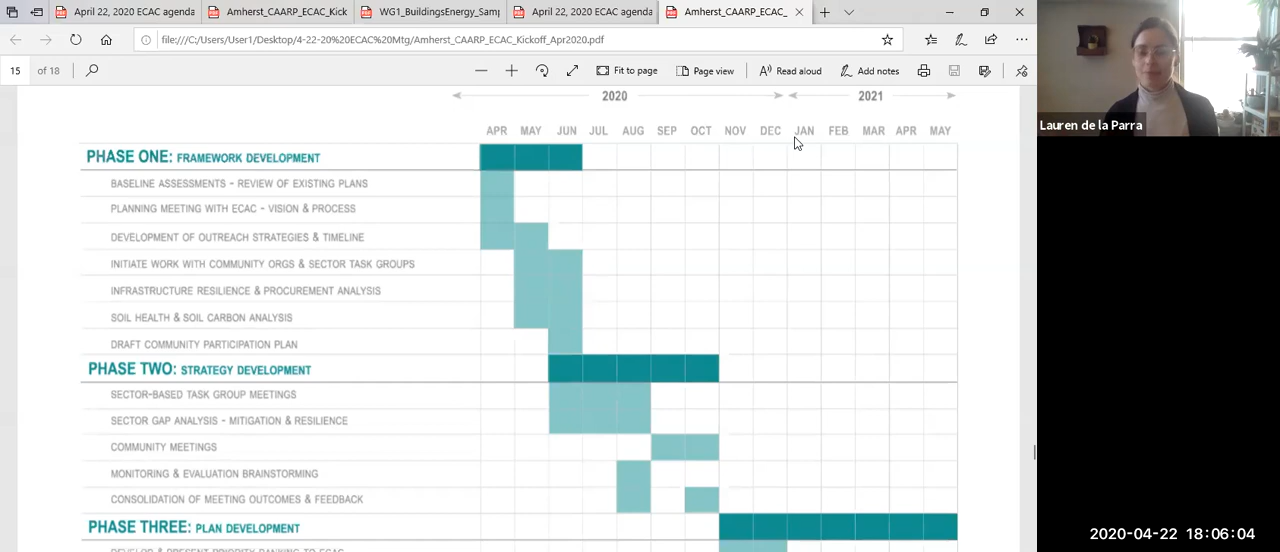 April 22, 2020 ECAC agenda
Amherst_CAARP_ECAC_Kick
WG1_BuildingsEnergy_Sam
April 22, 2020 ECAC agenda
Amherst_CAARP_ECAC_
file:///C:/Users/User1/Desktop/4-22-20%20ECAC%20Mtg/Amherst_CAARP_ECAC_Kickoff_Apr2020.pdf
15 of 18 Fit to page Page view Read aloud Add notes
Lauren de la Parra
2020 2021
APR MAY JUN JUL AUG SEP OCT NOV DEC JAN FEB MAR APR MAY
PHASE ONE: FRAMEWORK DEVELOPMENT
BASELINE ASSESSMENTS - REVIEW OF EXISTING PLANS
PLANNING MEETING WITH ECAC - VISION & PROCESS
DEVELOPMENT OF OUTREACH STRATEGIES & TIMELINE
INITIATE WORK WITH COMMUNITY ORGS & SECTOR TASK GROUPS
INFRASTRUCTURE RESILIENCE & PROCUREMENT ANALYSIS
SOIL HEALTH & SOIL CARBON ANALYSIS
DRAFT COMMUNITY PARTICIPATION PLAN
PHASE TWO: STRATEGY DEVELOPMENT
SECTOR-BASED TASK GROUP MEETINGS
SECTOR GAP ANALYSIS - MITIGATION & RESILIENCE
COMMUNITY MEETINGS
MONITORING & EVALUATION BRAINSTORMING
CONSOLIDATION OF MEETING OUTCOMES & FEEDBACK
PHASE THREE: PLAN DEVELOPMENT
DEVELOP & PRESENT PRIORITY RANKING TO ECAC
2020-04-22 18:06:04